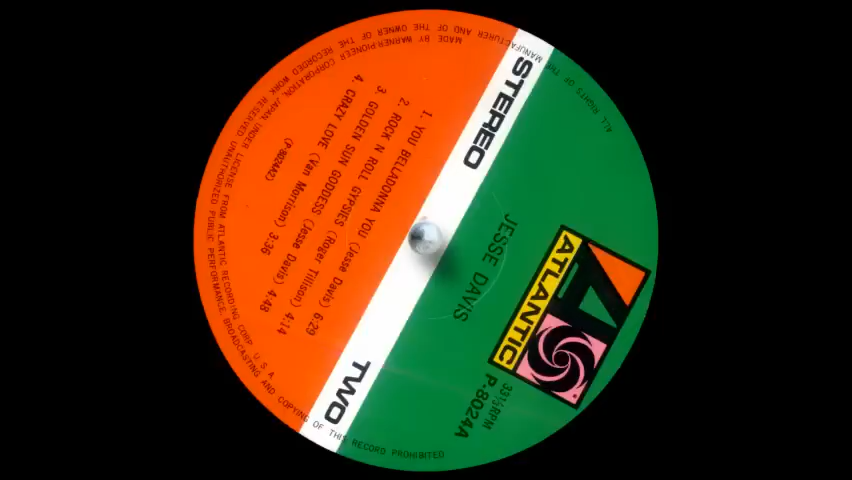 ATLANTIC
33⅓RPM
P-8024A
JESSE DAVIS
STEREO
TWO
1. YOU BELLADONNA YOU (Jesse Davis) 6:29
2. ROCK N ROLL GYPSIES (Roger Tillison) 4:14
3. GOLDEN SUN GODDESS (Jesse Davis) 4:48
4. CRAZY LOVE (Van Morrison) 3:36
(P-8024A2)
MADE BY WARNER-PIONEER CORPORATION, JAPAN UNDER LICENSE FROM ATLANTIC RECORDING CORP. U.S.A.
ALL RIGHTS OF THE MANUFACTURER AND OF THE OWNER OF THE RECORDED WORK RESERVED UNAUTHORIZED PUBLIC PERFORMANCE, BROADCASTING AND COPYING OF THIS RECORD PROHIBITED